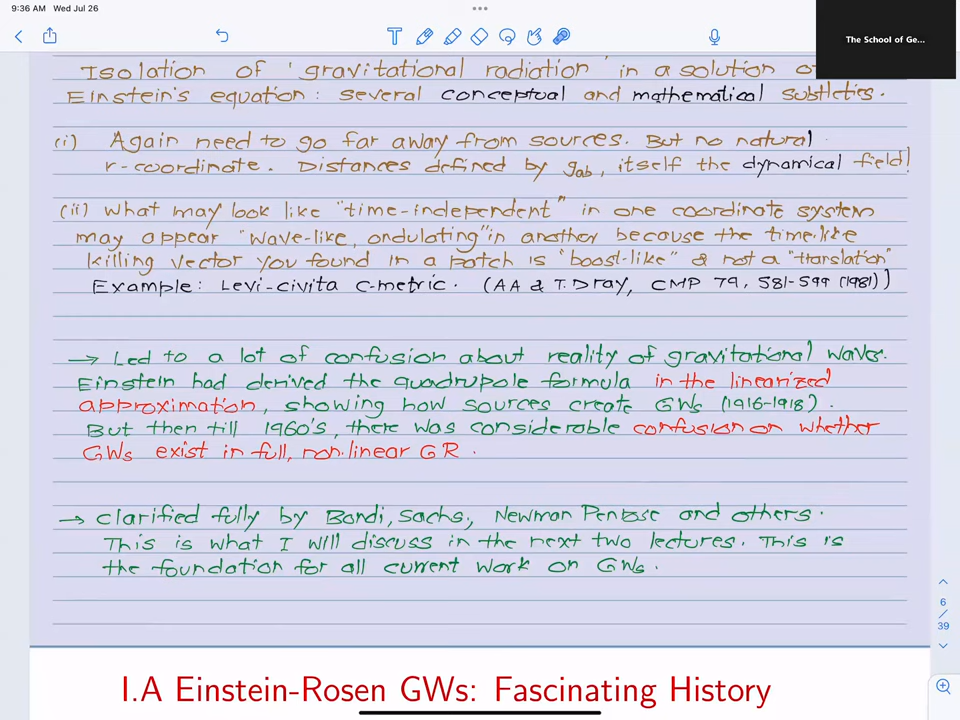 9:36 AM Wed Jul 26
The School of Ge...
Isolation of 'gravitational radiation' in a solution
Einstein's equation: several conceptual and mathematical subtleties.
(i) Again need to go far away from sources. But no natural
r-coordinate. Distances defined by gab, itself the dynamical field!
(ii) What may look like "time-independent" in one coordinate system
may appear "wave-like, ondulating" in another because the time-like
killing vector you found in a patch is "boost-like" & not a "translation"
Example: Levi-civita C-metric. (AA & T. Dray, CMP 79, 581-599 (1981))
→ Led to a lot of confusion about reality of gravitational waves.
Einstein had derived the quadrupole formula in the linearized
approximation, showing how sources create GWs (1916-1918).
But then till 1960's, there was considerable confusion on whether
GWs exist in full, non-linear GR.
→ Clarified fully by Bondi, Sachs, Newman Penrose and others.
This is what I will discuss in the next two lectures. This is
the foundation for all current work on GWs.
6
/
39
I.A Einstein-Rosen GWs: Fascinating History